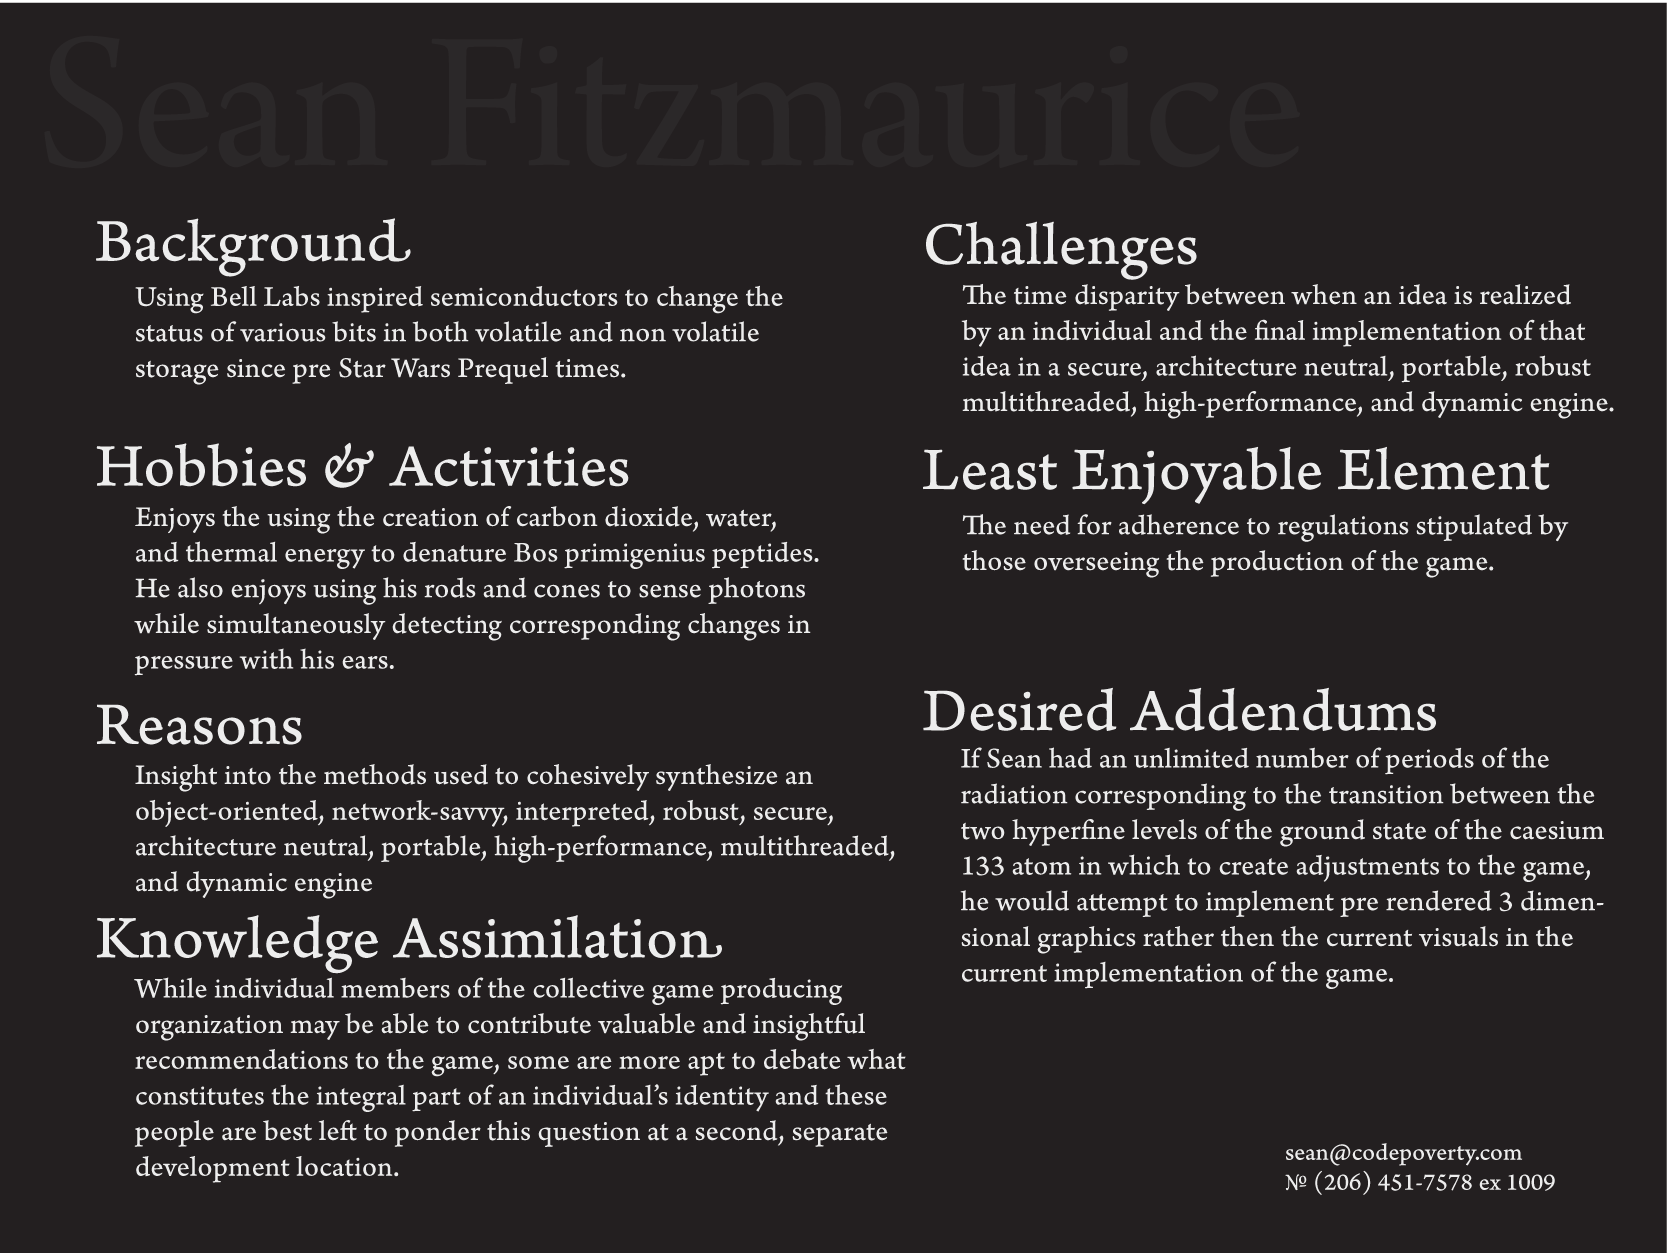 Sean Fitzmaurice
Background
Using Bell Labs inspired semiconductors to change the
status of various bits in both volatile and non volatile
storage since pre Star Wars Prequel times.
Hobbies & Activities
Enjoys the using the creation of carbon dioxide, water,
and thermal energy to denature Bos primigenius peptides.
He also enjoys using his rods and cones to sense photons
while simultaneously detecting corresponding changes in
pressure with his ears.
Reasons
Insight into the methods used to cohesively synthesize an
object-oriented, network-savvy, interpreted, robust, secure,
architecture neutral, portable, high-performance, multithreaded,
and dynamic engine
Knowledge Assimilation
While individual members of the collective game producing
organization may be able to contribute valuable and insightful
recommendations to the game, some are more apt to debate what
constitutes the integral part of an individual’s identity and these
people are best left to ponder this question at a second, separate
development location.
Challenges
The time disparity between when an idea is realized
by an individual and the final implementation of that
idea in a secure, architecture neutral, portable, robust
multithreaded, high-performance, and dynamic engine.
Least Enjoyable Element
The need for adherence to regulations stipulated by
those overseeing the production of the game.
Desired Addendums
If Sean had an unlimited number of periods of the
radiation corresponding to the transition between the
two hyperfine levels of the ground state of the caesium
133 atom in which to create adjustments to the game,
he would attempt to implement pre rendered 3 dimen-
sional graphics rather then the current visuals in the
current implementation of the game.
sean@codepoverty.com
№ (206) 451-7578 ex 1009